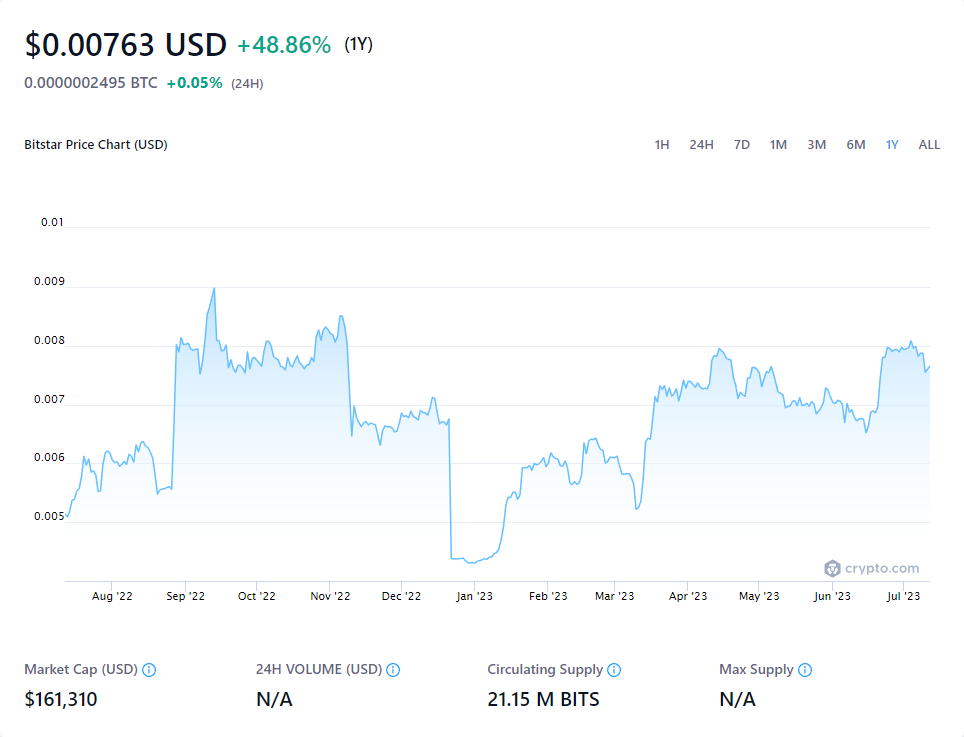 $0.00763 USD +48.86% (1Y)
0.0000002495 BTC +0.05% (24H)
Bitstar Price Chart (USD) 1H 24H 7D 1M 3M 6M 1Y ALL
0.01
0.009
0.008
0.007
0.006
0.005
crypto.com
Aug '22 Sep '22 Oct '22 Nov '22 Dec '22 Jan '23 Feb '23 Mar '23 Apr '23 May '23 Jun '23 Jul '23
Market Cap (USD) 24H VOLUME (USD) Circulating Supply Max Supply
$161,310 N/A 21.15 M BITS N/A